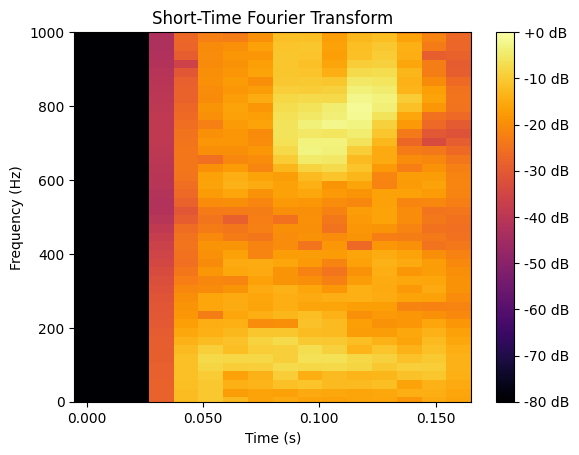 Short-Time Fourier Transform
1000
800
600
400
200
0
Frequency (Hz)
0.000
0.050
0.100
0.150
Time (s)
+0 dB
-10 dB
-20 dB
-30 dB
-40 dB
-50 dB
-60 dB
-70 dB
-80 dB